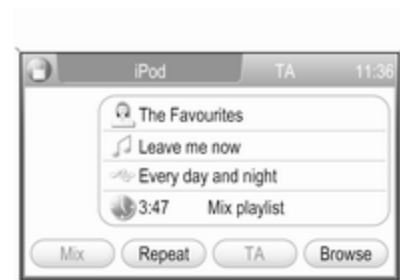 iPod TA 11:36
The Favourites
Leave me now
Every day and night
3:47 Mix playlist
Mix Repeat TA Browse